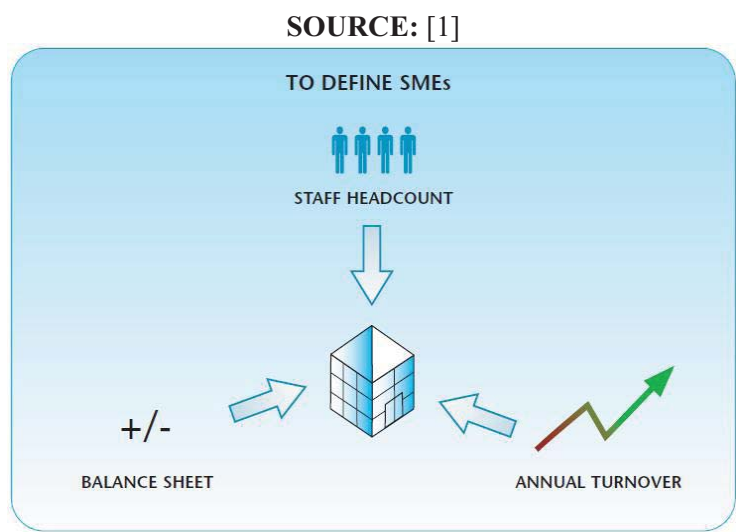 SOURCE: [1]
TO DEFINE SMEs
STAFF HEADCOUNT
+/-
BALANCE SHEET
ANNUAL TURNOVER